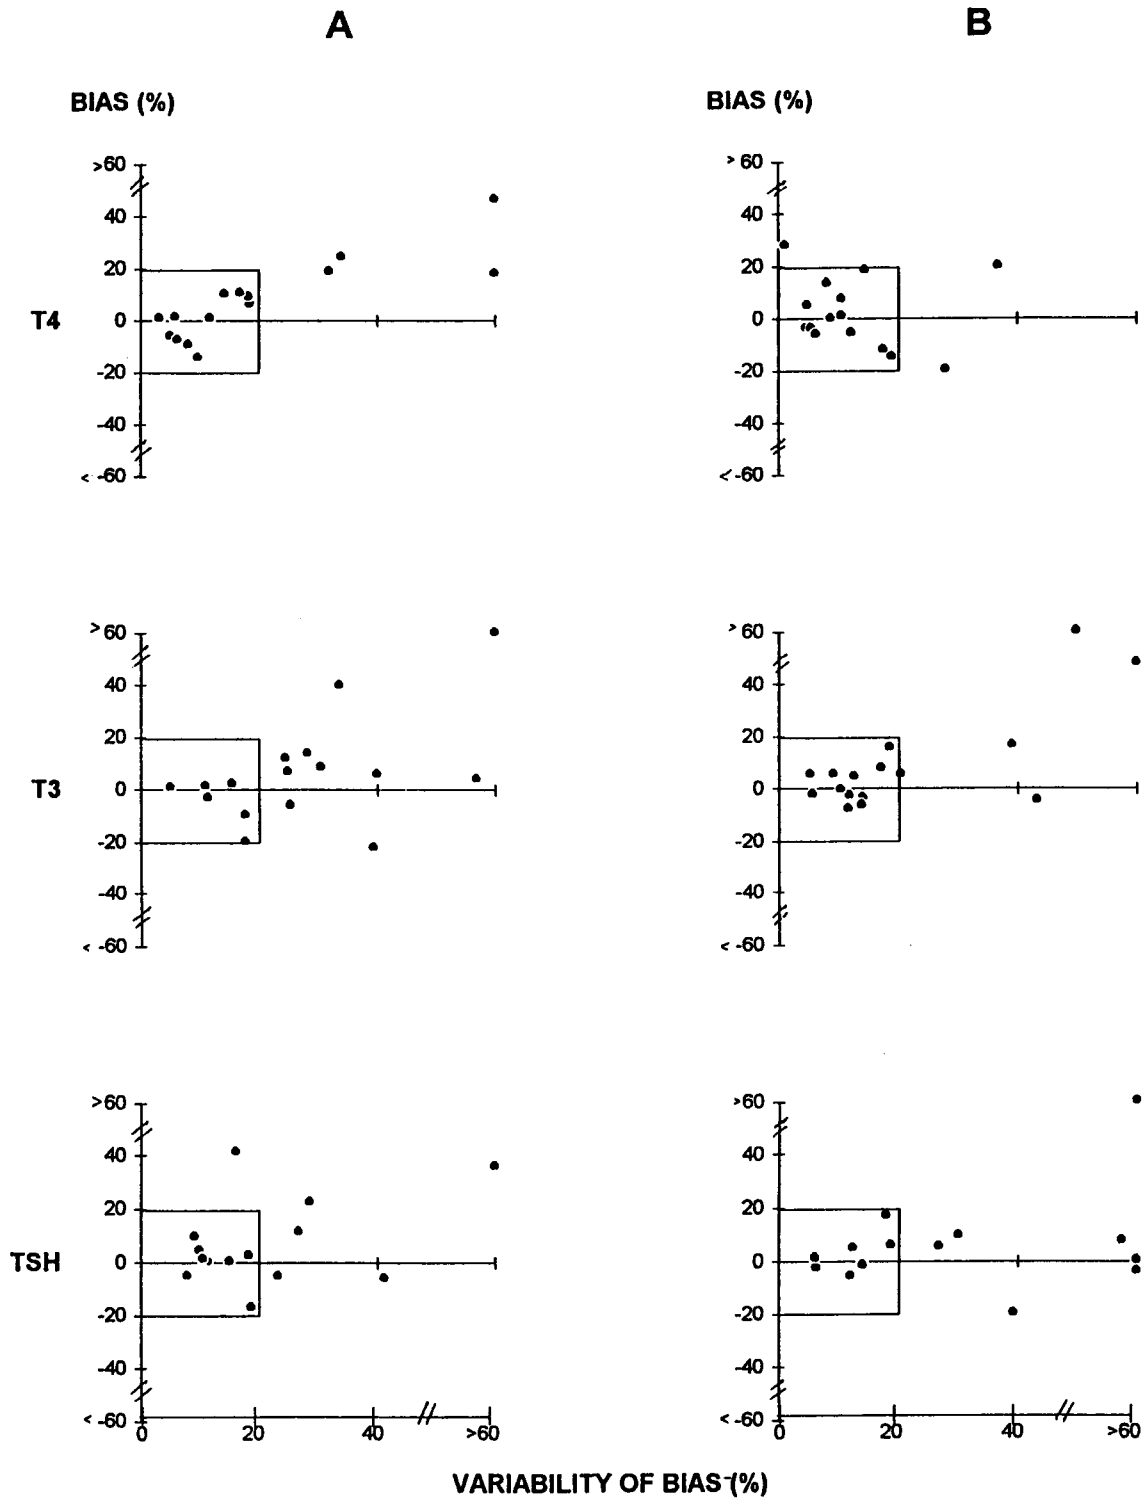 A B
BIAS (%) BIAS (%)
>60 > 60
40 40
20 20
T4 0 0
-20 -20
-40 -40
< -60 < -60
> 60 > 60
40 40
20 20
T3 0 0
-20 -20
-40 -40
< -60 < -60
>60 >60
40 40
20 20
TSH 0 0
-20 -20
-40 -40
< -60 < -60
0 20 40 >60 0 20 40 >60
VARIABILITY OF BIAS (%)